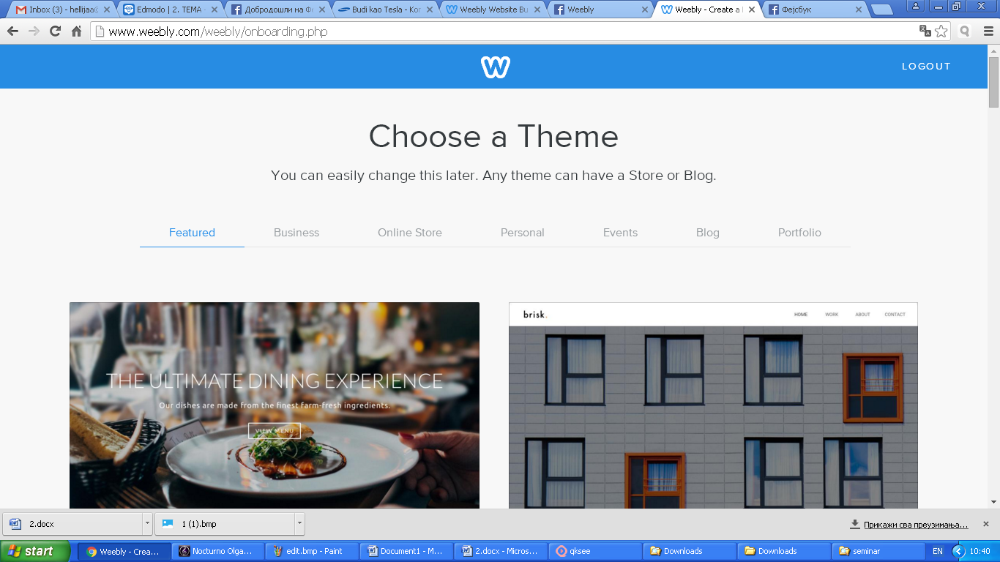 Inbox (3) - hellijaa@
Edmodo | 2. TEMA -
Добродошли на Фе
Budi kao Tesla - Kor
Weebly Website Bu
Weebly
Weebly - Create a
Фејсбук
www.weebly.com/weebly/onboarding.php
W
LOGOUT
Choose a Theme
You can easily change this later. Any theme can have a Store or Blog.
Featured
Business
Online Store
Personal
Events
Blog
Portfolio
THE ULTIMATE DINING EXPERIENCE
Our dishes are made from the finest farm-fresh ingredients.
VIEW MENU
brisk.
HOME
WORK
ABOUT
CONTACT
2.docx
1 (1).bmp
Прикажи сва преузимања...
start
Weebly - Crea...
Nocturno Olga...
edit.bmp - Paint
Document1 - M...
2.docx - Micros...
qksee
Downloads
Downloads
seminar
EN
10:40